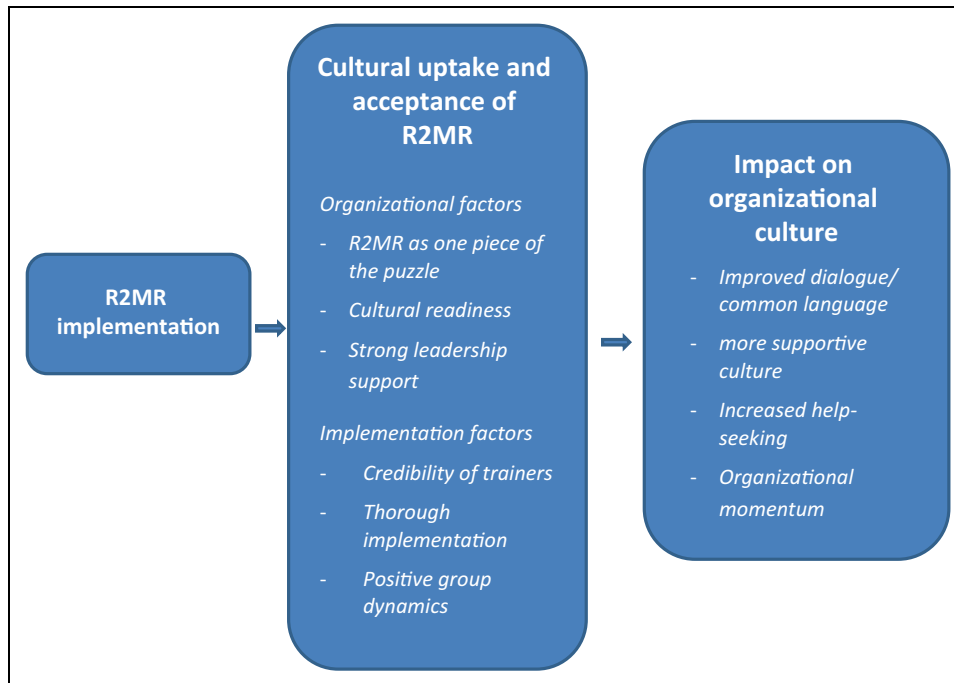 R2MR
implementation
Cultural uptake and
acceptance of
R2MR
Organizational factors
- R2MR as one piece of
the puzzle
- Cultural readiness
- Strong leadership
support
Implementation factors
- Credibility of trainers
- Thorough
implementation
- Positive group
dynamics
Impact on
organizational
culture
- Improved dialogue/
common language
- more supportive
culture
- Increased help-
seeking
- Organizational
momentum